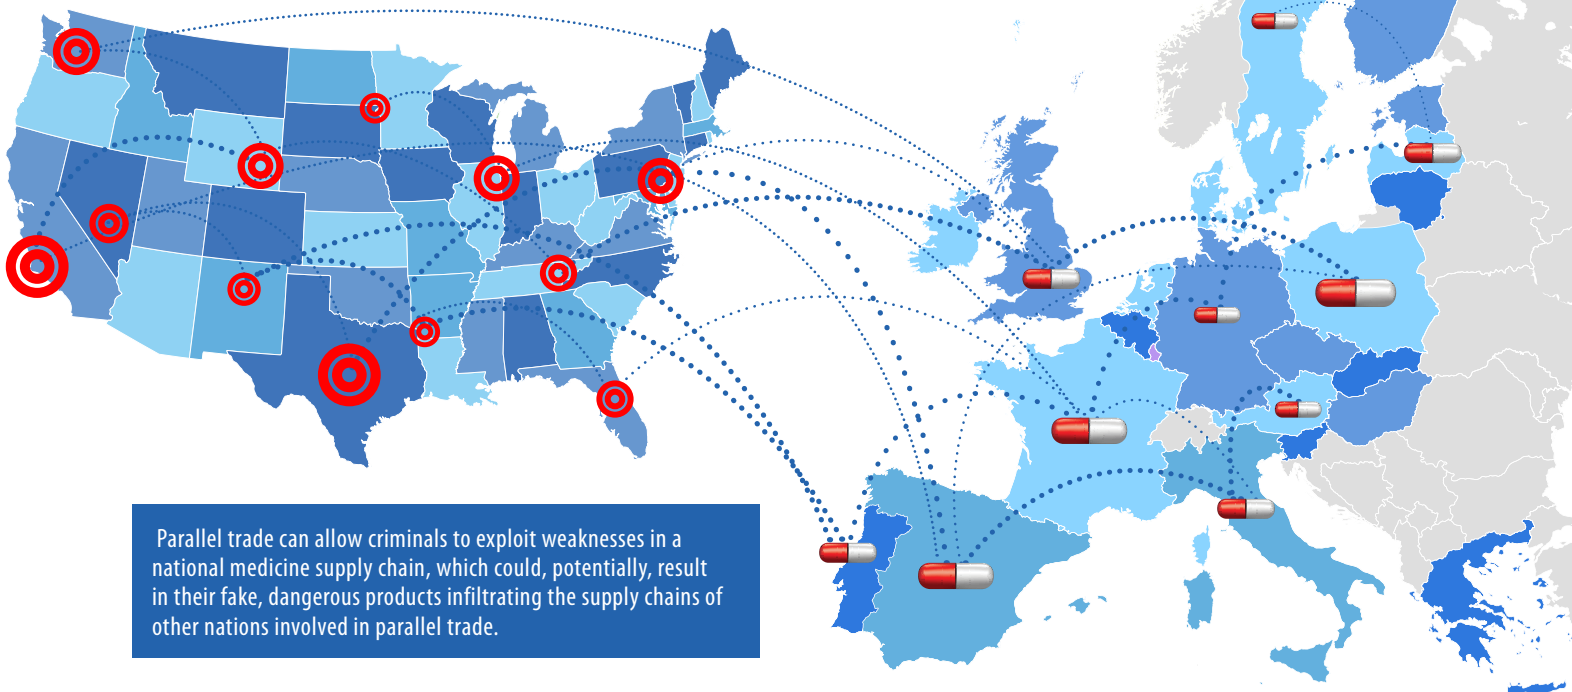 Parallel trade can allow criminals to exploit weaknesses in a
national medicine supply chain, which could, potentially, result
in their fake, dangerous products infiltrating the supply chains of
other nations involved in parallel trade.